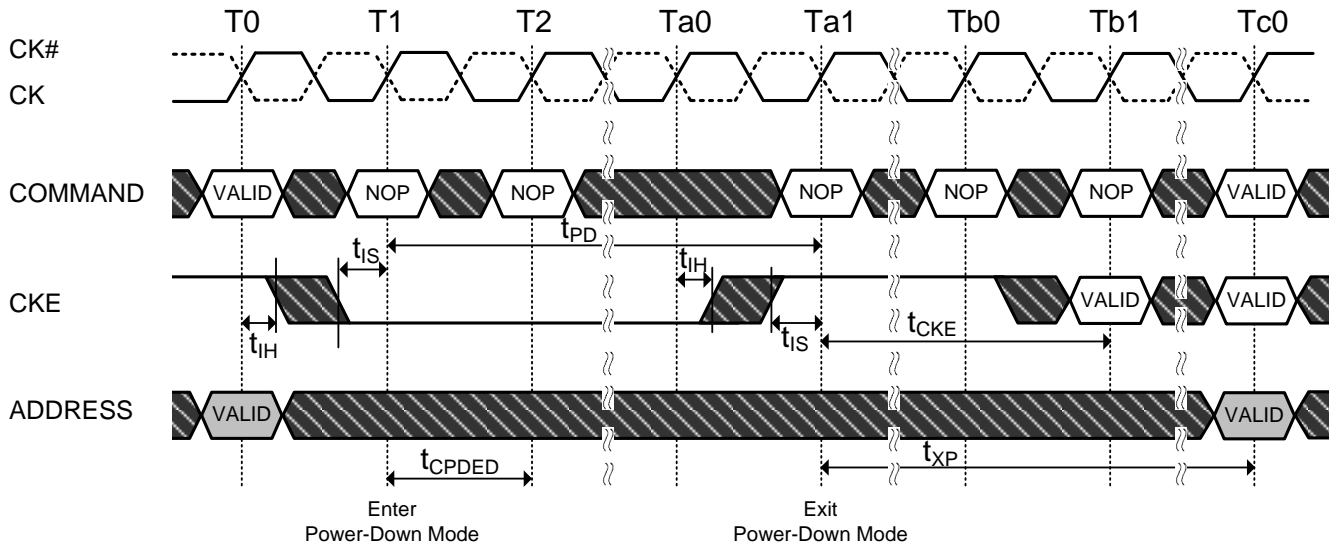 T0 T1 T2 Ta0 Ta1 Tb0 Tb1 Tc0
CK#
CK
COMMAND VALID NOP NOP NOP NOP NOP VALID
tPD
tIS tIH
CKE VALID VALID
tIH tIS tCKE
ADDRESS VALID VALID
tCPDED tXP
Enter
Power-Down Mode
Exit
Power-Down Mode